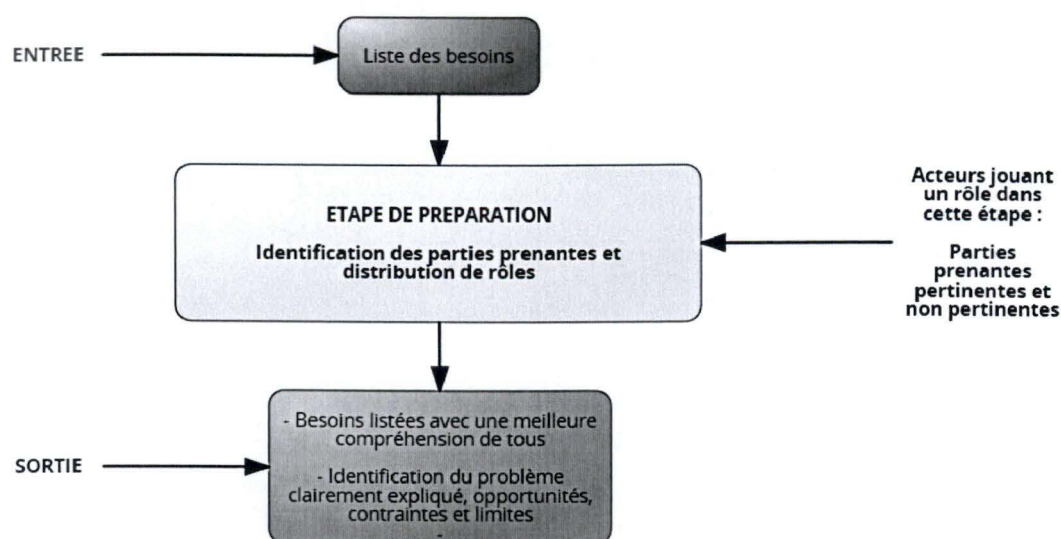 ENTREE
Liste des besoins
ETAPE DE PREPARATION
Identification des parties prenantes et
distribution de rôles
Acteurs jouant
un rôle dans
cette étape :
Parties
prenantes
pertinentes et
non pertinentes
SORTIE
- Besoins listées avec une meilleure
compréhension de tous
- Identification du problème
clairement expliqué, opportunités,
contraintes et limites
-